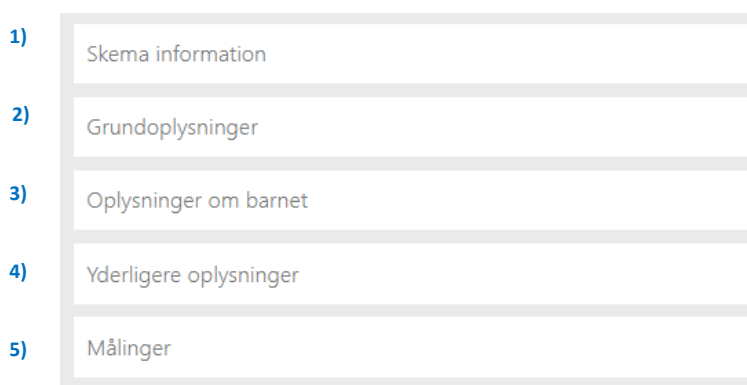 1) Skema information
2) Grundoplysninger
3) Oplysninger om barnet
4) Yderligere oplysninger
5) Målinger